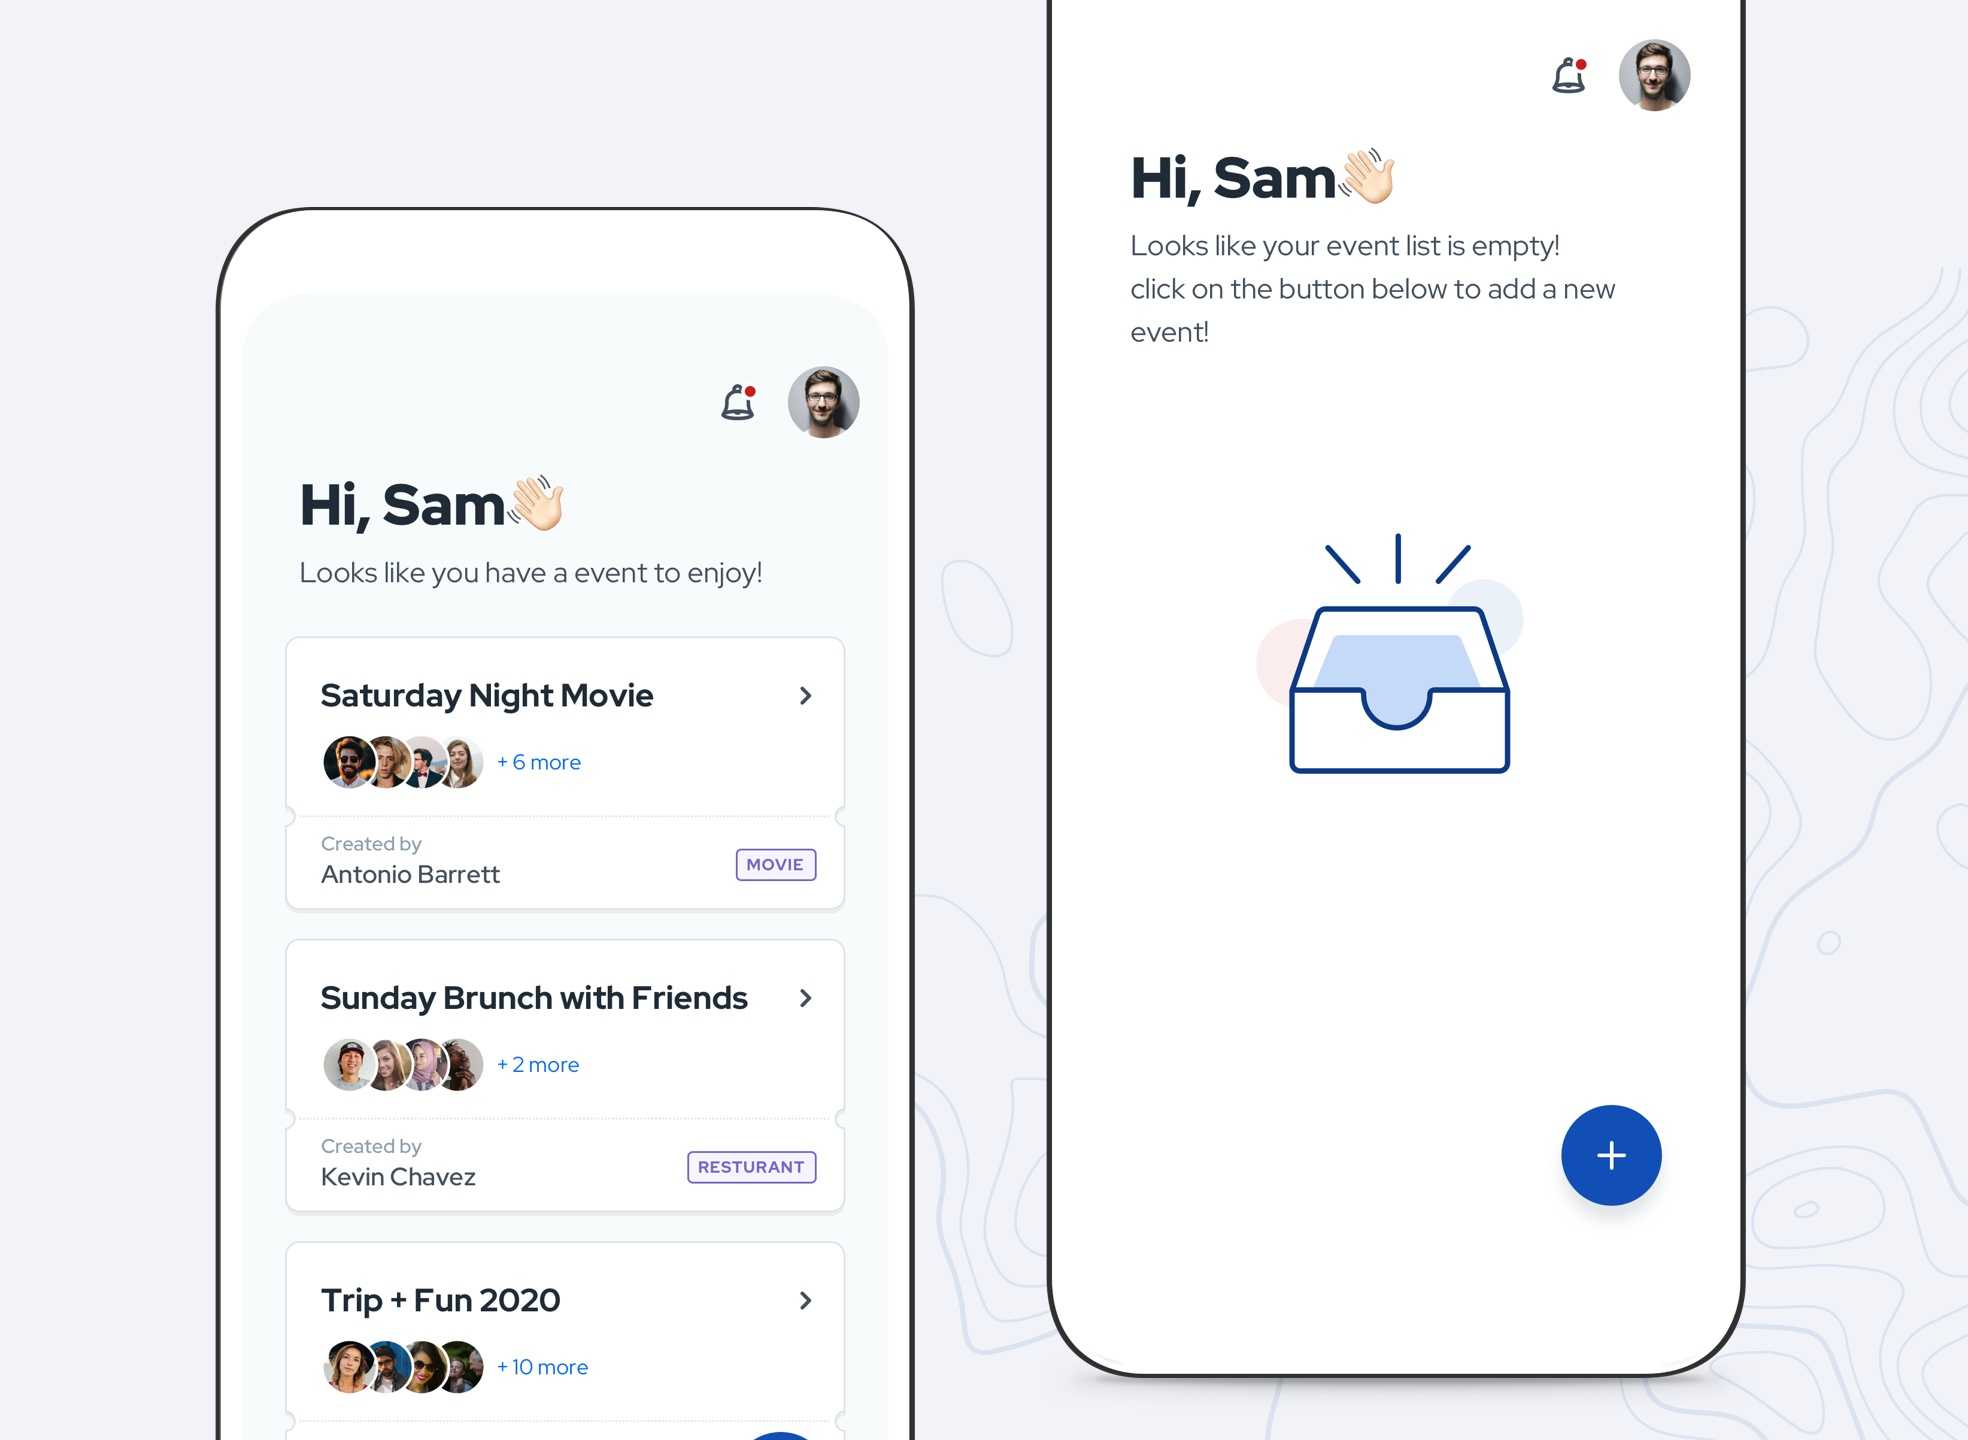 Hi, Sam👋🏻
Looks like you have a event to enjoy!
Saturday Night Movie
+ 6 more
Created by
Antonio Barrett
MOVIE
Sunday Brunch with Friends
+ 2 more
Created by
Kevin Chavez
RESTURANT
Trip + Fun 2020
+ 10 more
Hi, Sam👋🏻
Looks like your event list is empty!
click on the button below to add a new
event!